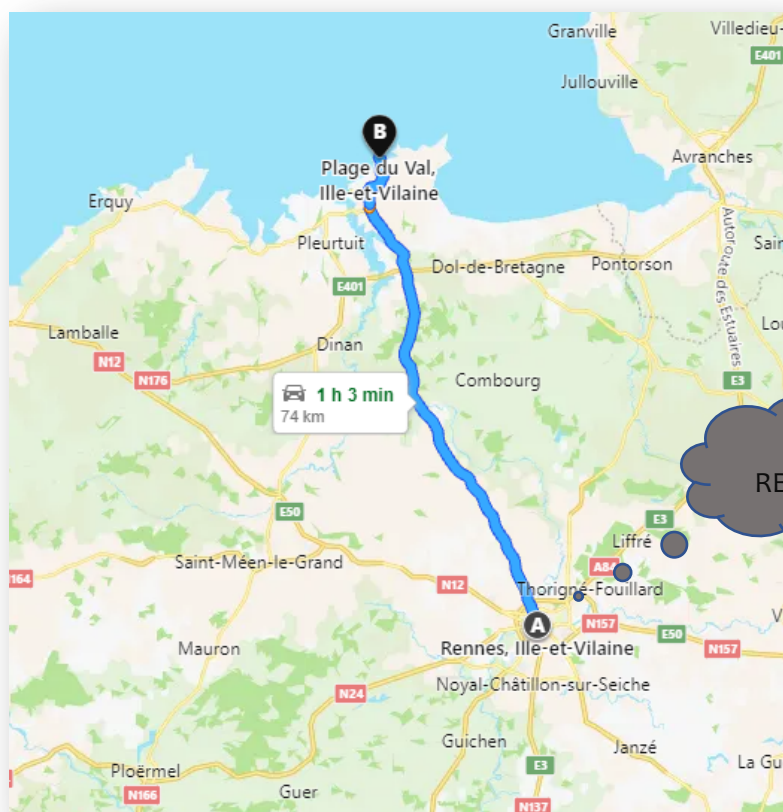 Granville
Villedieu-
E401
Jullouville
B
Avranches
Plage du Val,
Ille-et-Vilaine
Erquy
Autoroute des Estuaires
Pleurtuit
Sain
Dol-de-Bretagne
Pontorson
E401
Lamballe
Dinan
Lou
N12
N176
E3
Combourg
1 h 3 min
74 km
RE
E50
E3
Liffré
Saint-Méen-le-Grand
A84
164
N12
Thorigné-Fouillard
A
N157
V
E50
Mauron
Rennes, Ille-et-Vilaine
N157
N24
Noyal-Châtillon-sur-Seiche
Guichen
Janzé
Ploërmel
E3
La Gu
N166
Guer
N137